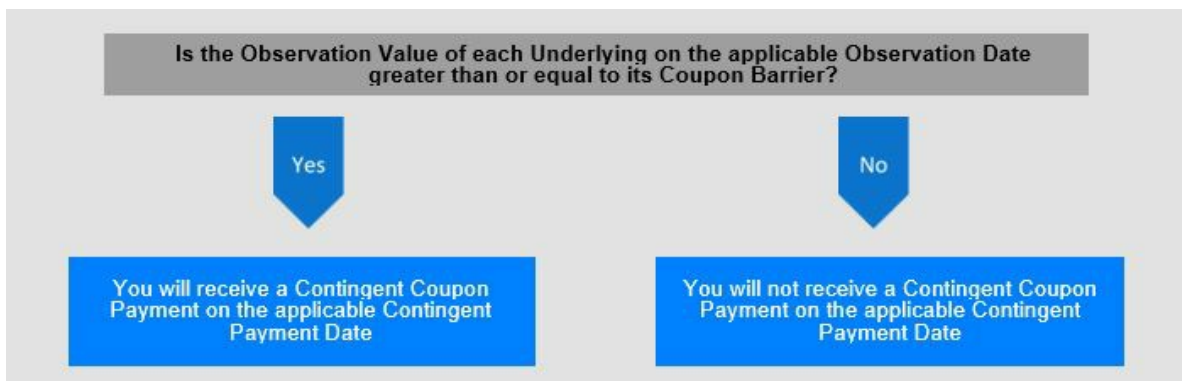 Is the Observation Value of each Underlying on the applicable Observation Date
greater than or equal to its Coupon Barrier?
Yes
No
You will receive a Contingent Coupon
Payment on the applicable Contingent
Payment Date
You will not receive a Contingent Coupon
Payment on the applicable Contingent
Payment Date